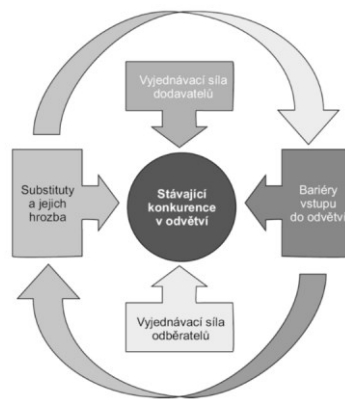 Vyjednávací síla
dodavatelů
Substituty
a jejich
hrozba
Stávající
konkurence
v odvětví
Bariéry
vstupu
do odvětví
Vyjednávací síla
odběratelů